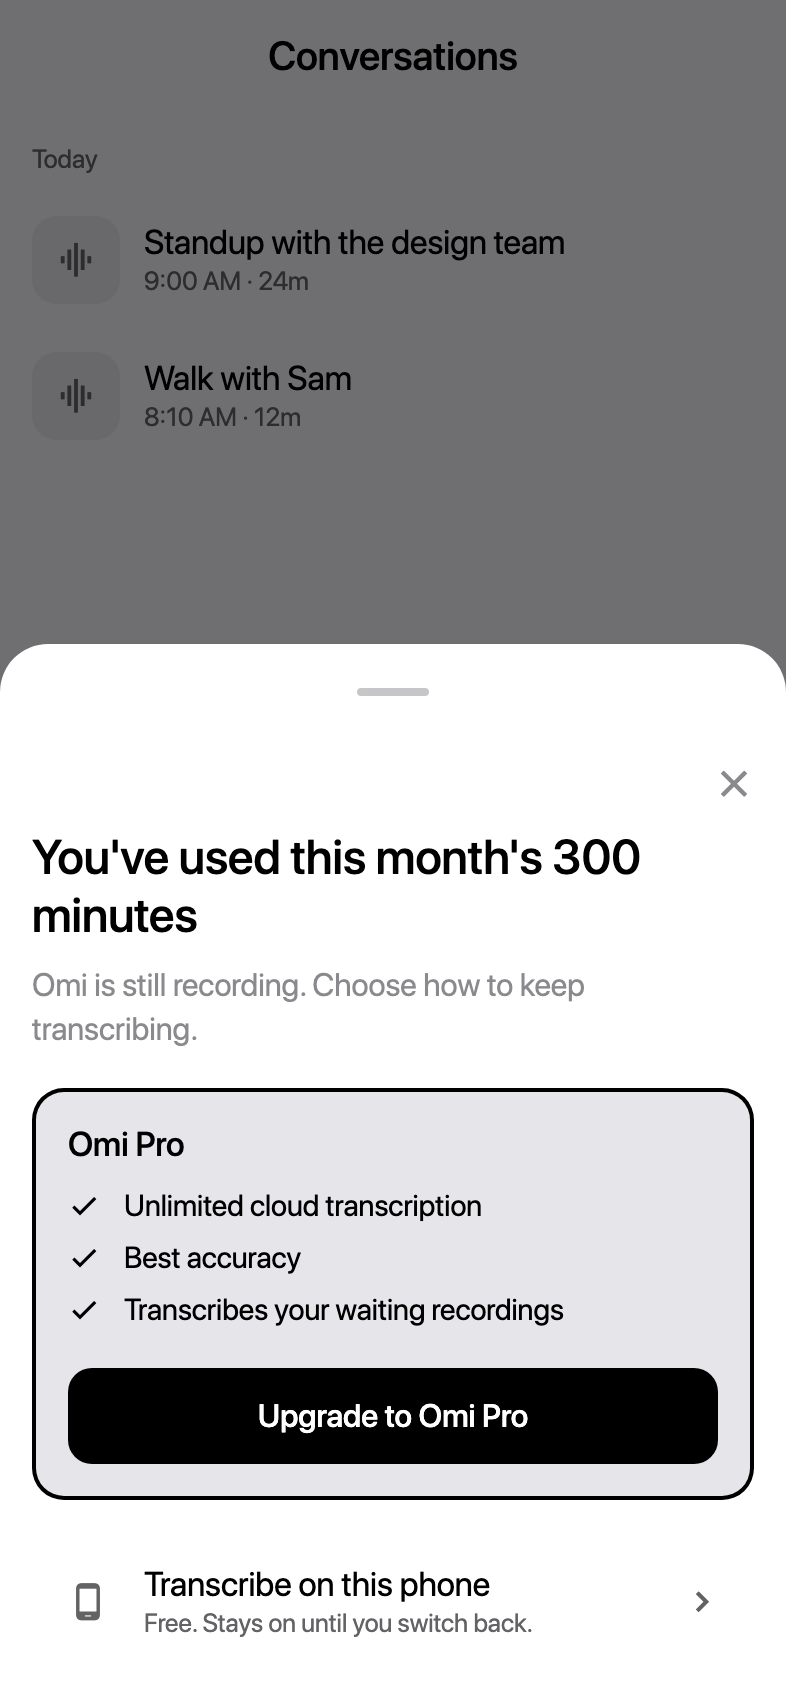 Conversations
Today
Standup with the design team
9:00 AM · 24m
Walk with Sam
8:10 AM · 12m
You've used this month's 300
minutes
Omi is still recording. Choose how to keep
transcribing.
Omi Pro
Unlimited cloud transcription
Best accuracy
Transcribes your waiting recordings
Upgrade to Omi Pro
Transcribe on this phone
Free. Stays on until you switch back.